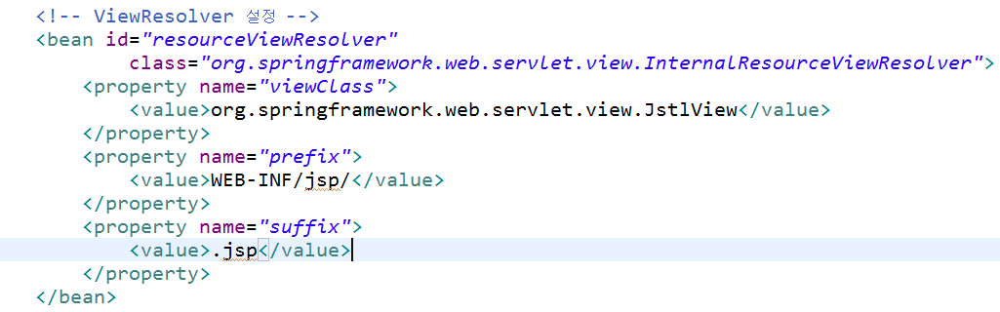 <!-- ViewResolver 설정 -->
<bean id="resourceViewResolver"
class="org.springframework.web.servlet.view.InternalResourceViewResolver">
<property name="viewClass">
<value>org.springframework.web.servlet.view.JstlView</value>
</property>
<property name="prefix">
<value>WEB-INF/jsp/</value>
</property>
<property name="suffix">
<value>.jsp</value>
</property>
</bean>